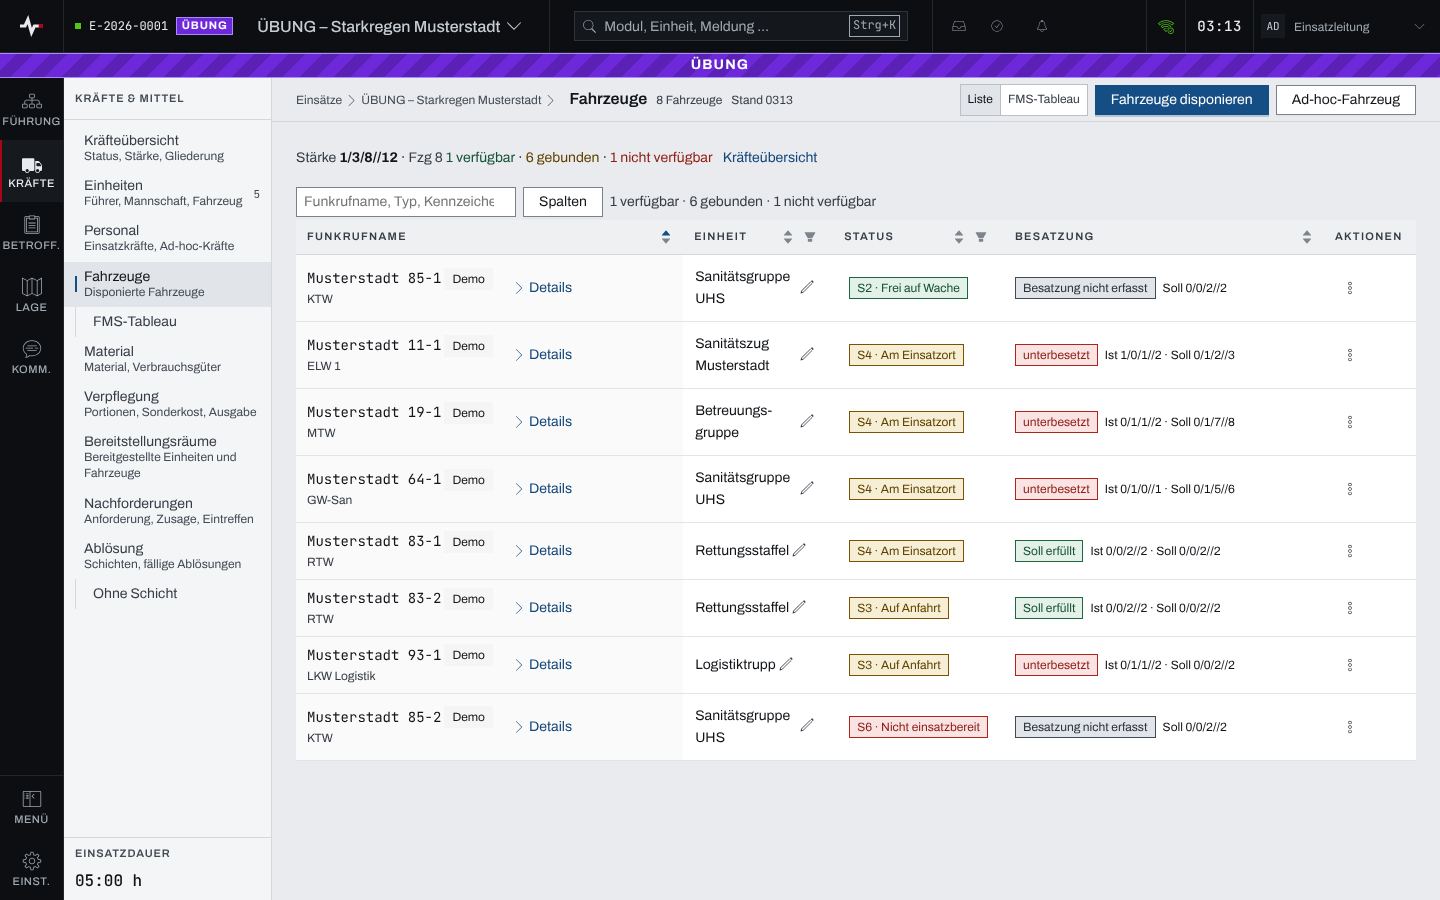 E-2026-0001 ÜBUNG ÜBUNG – Starkregen Musterstadt Modul, Einheit, Meldung ... Strg+K 03:13 AD Einsatzleitung
ÜBUNG
FÜHRUNG
KRÄFTE
BETROFF.
LAGE
KOMM.
MENÜ
EINST.
KRÄFTE & MITTEL
Kräfteübersicht
Status, Stärke, Gliederung
Einheiten
Führer, Mannschaft, Fahrzeug 5
Personal
Einsatzkräfte, Ad-hoc-Kräfte
Fahrzeuge
Disponierte Fahrzeuge
FMS-Tableau
Material
Material, Verbrauchsgüter
Verpflegung
Portionen, Sonderkost, Ausgabe
Bereitstellungsräume
Bereitgestellte Einheiten und
Fahrzeuge
Nachforderungen
Anforderung, Zusage, Eintreffen
Ablösung
Schichten, fällige Ablösungen
Ohne Schicht
EINSATZDAUER
05:00 h
Einsätze ÜBUNG – Starkregen Musterstadt Fahrzeuge 8 Fahrzeuge Stand 0313 Liste FMS-Tableau Fahrzeuge disponieren Ad-hoc-Fahrzeug
Stärke 1/3/8//12 · Fzg 8 1 verfügbar · 6 gebunden · 1 nicht verfügbar Kräfteübersicht
Funkrufname, Typ, Kennzeiche Spalten 1 verfügbar · 6 gebunden · 1 nicht verfügbar
FUNKRUFNAME EINHEIT STATUS BESATZUNG AKTIONEN
Musterstadt 85-1 Demo
KTW
Details
Sanitätsgruppe
UHS
S2 · Frei auf Wache
Besatzung nicht erfasst Soll 0/0/2//2
Musterstadt 11-1 Demo
ELW 1
Details
Sanitätszug
Musterstadt
S4 · Am Einsatzort
unterbesetzt Ist 1/0/1//2 · Soll 0/1/2//3
Musterstadt 19-1 Demo
MTW
Details
Betreuungs-
gruppe
S4 · Am Einsatzort
unterbesetzt Ist 0/1/1//2 · Soll 0/1/7//8
Musterstadt 64-1 Demo
GW-San
Details
Sanitätsgruppe
UHS
S4 · Am Einsatzort
unterbesetzt Ist 0/1/0//1 · Soll 0/1/5//6
Musterstadt 83-1 Demo
RTW
Details
Rettungsstaffel
S4 · Am Einsatzort
Soll erfüllt Ist 0/0/2//2 · Soll 0/0/2//2
Musterstadt 83-2 Demo
RTW
Details
Rettungsstaffel
S3 · Auf Anfahrt
Soll erfüllt Ist 0/0/2//2 · Soll 0/0/2//2
Musterstadt 93-1 Demo
LKW Logistik
Details
Logistiktrupp
S3 · Auf Anfahrt
unterbesetzt Ist 0/1/1//2 · Soll 0/0/2//2
Musterstadt 85-2 Demo
KTW
Details
Sanitätsgruppe
UHS
S6 · Nicht einsatzbereit
Besatzung nicht erfasst Soll 0/0/2//2